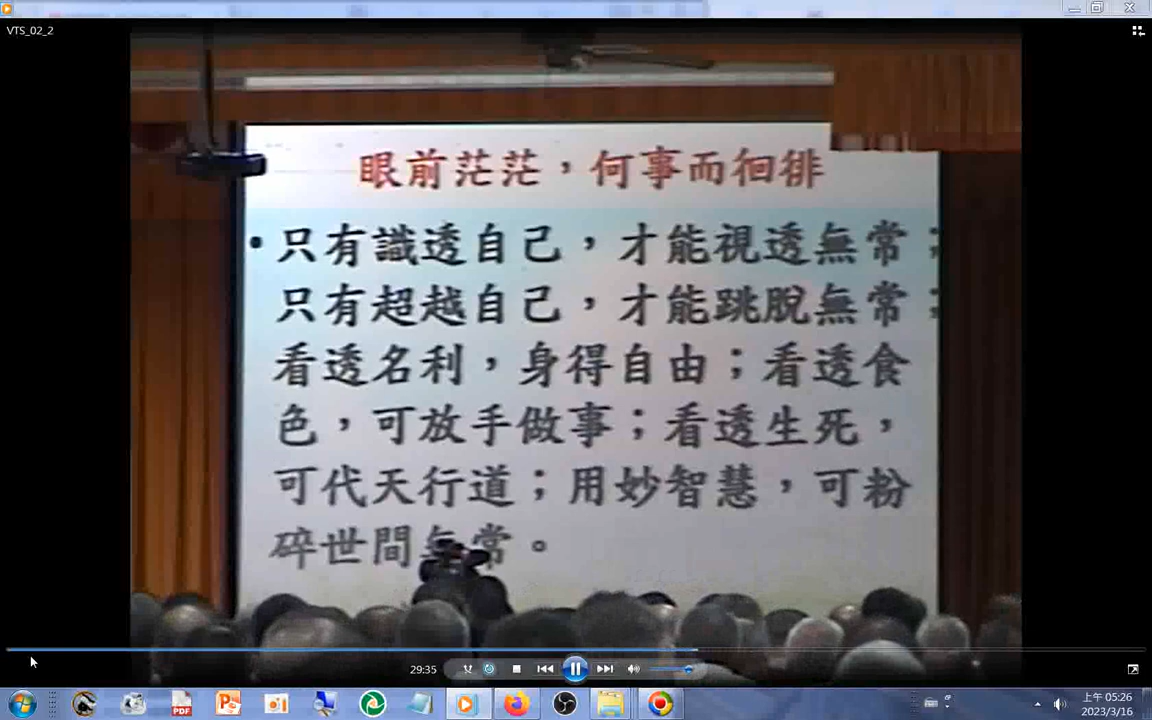 VTS_02_2
眼前茫茫，何事而徊徘
•只有識透自己，才能視透無常；
只有超越自己，才能跳脫無常；
看透名利，身得自由；看透食
色，可放手做事；看透生死，
可代天行道；用妙智慧，可粉
碎世間無常。
29:35
PDF
上午 05:26
2023/3/16